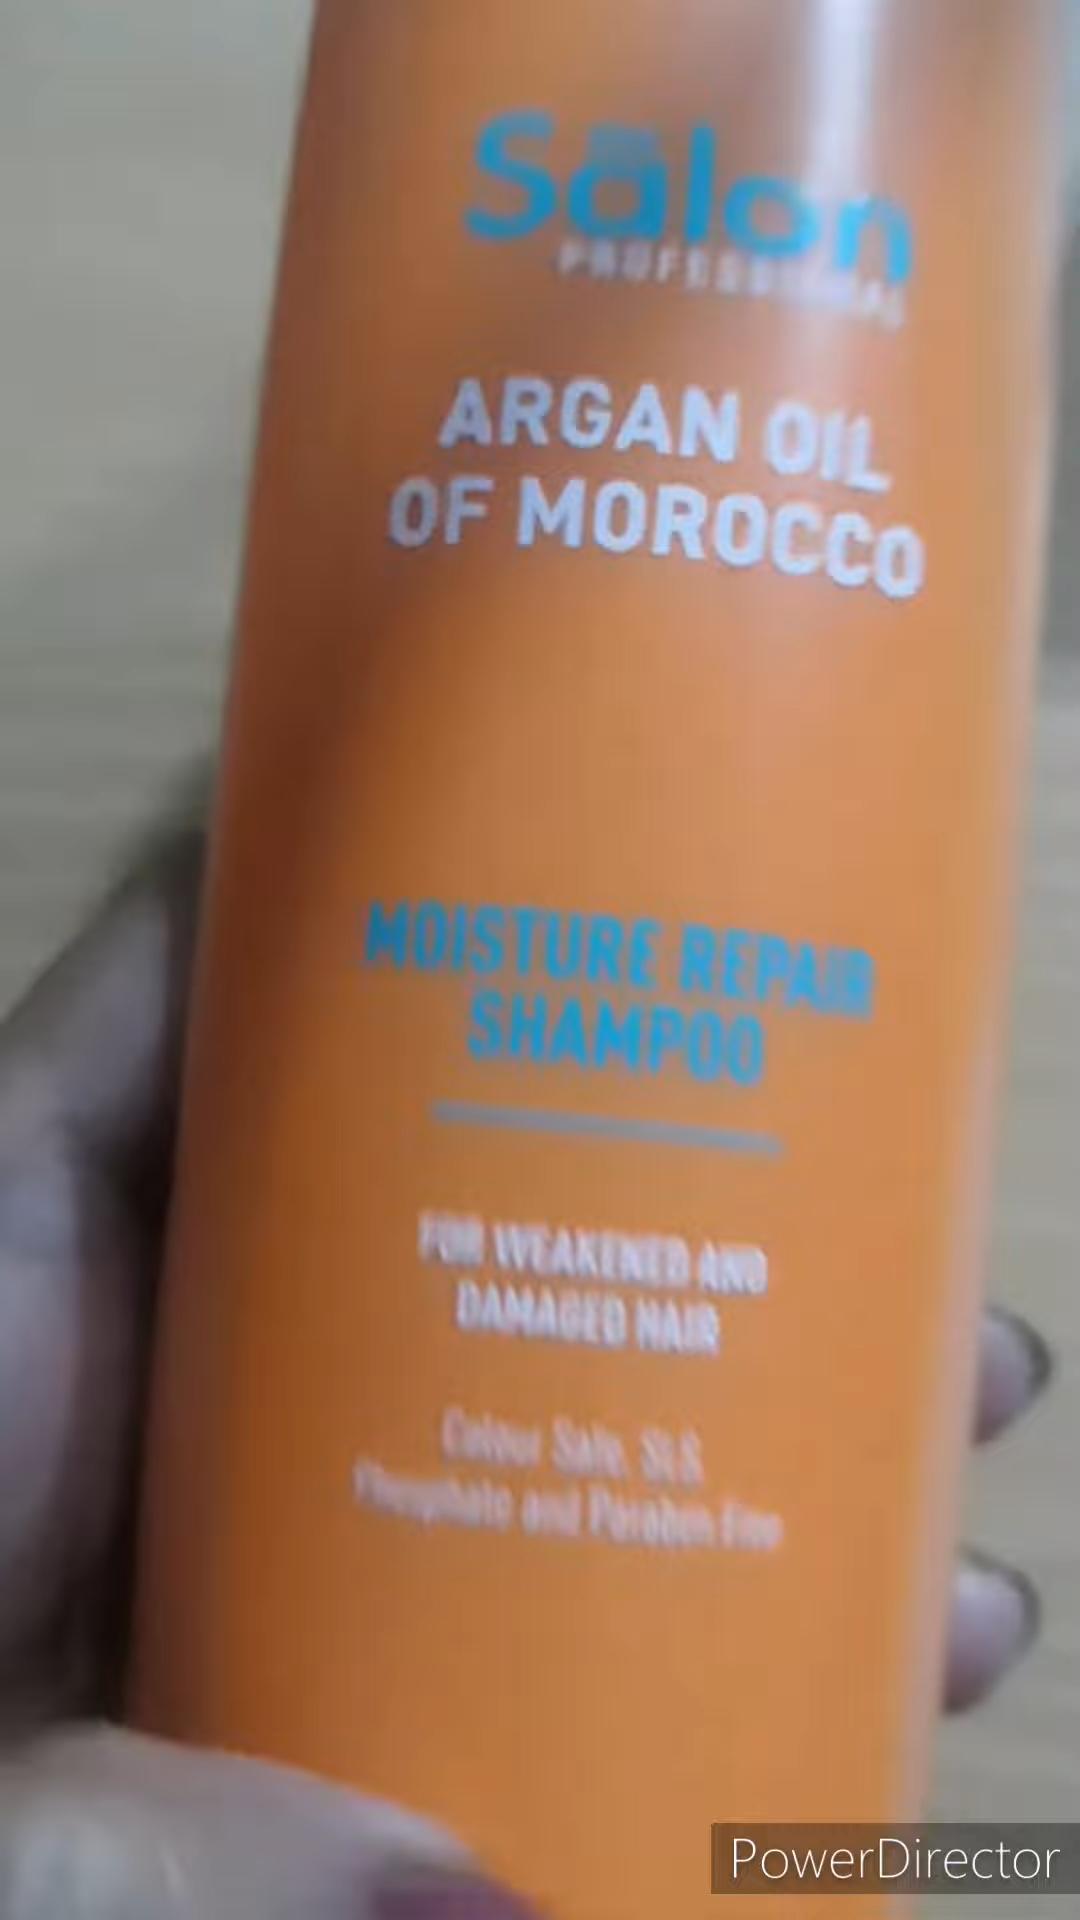 Salon
PROFESSIONAL
ARGAN OIL
OF MOROCCO
MOISTURE REPAIR
SHAMPOO
FOR WEAKENED AND
DAMAGED HAIR
Colour Safe, SLS
Phosphate and Paraben Free
PowerDirector